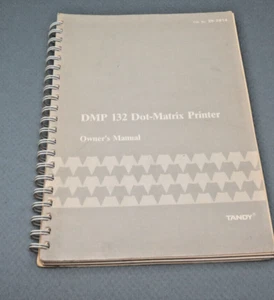 DMP 132 Dot-Matrix Printer
Owner's Manual
TANDY